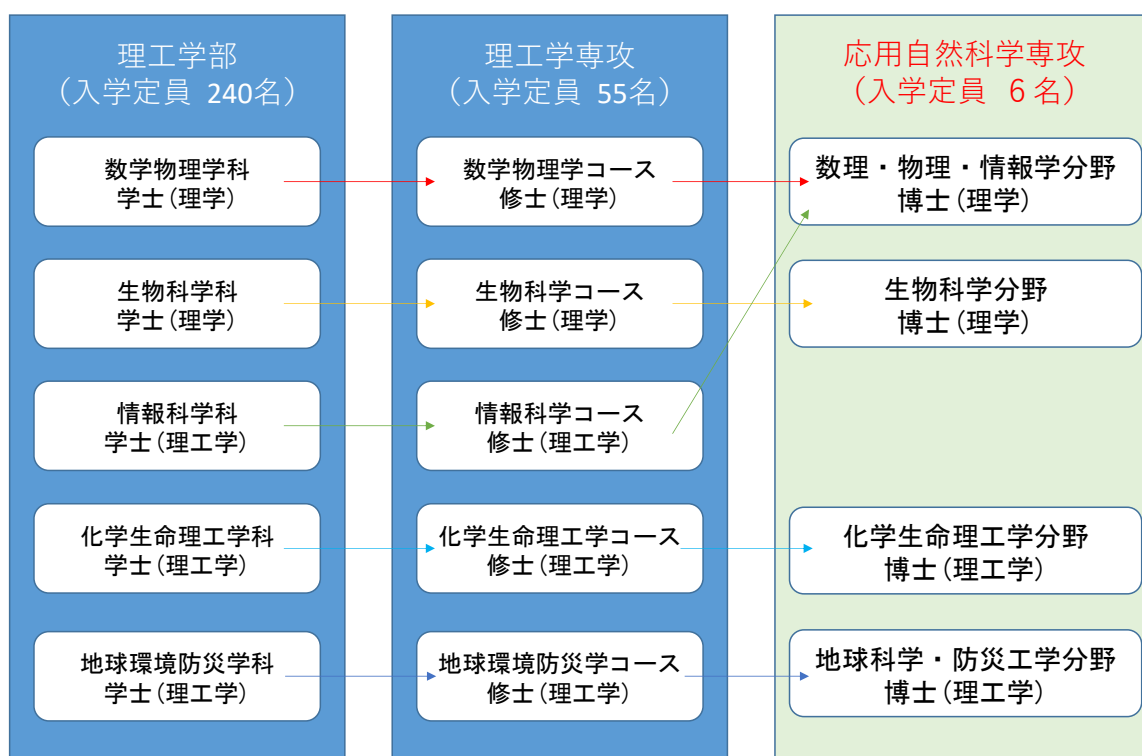 理工学部
（入学定員 240名）
数学物理学科
学士(理学)
生物科学科
学士(理学)
情報科学科
学士(理工学)
化学生命理工学科
学士(理工学)
地球環境防災学科
学士(理工学)
理工学専攻
（入学定員 55名）
数学物理学コース
修士(理学)
生物科学コース
修士(理学)
情報科学コース
修士(理工学)
化学生命理工学コース
修士(理工学)
地球環境防災学コース
修士(理工学)
応用自然科学専攻
（入学定員 ６名）
数理・物理・情報学分野
博士(理学)
生物科学分野
博士(理学)
化学生命理工学分野
博士(理工学)
地球科学・防災工学分野
博士(理工学)